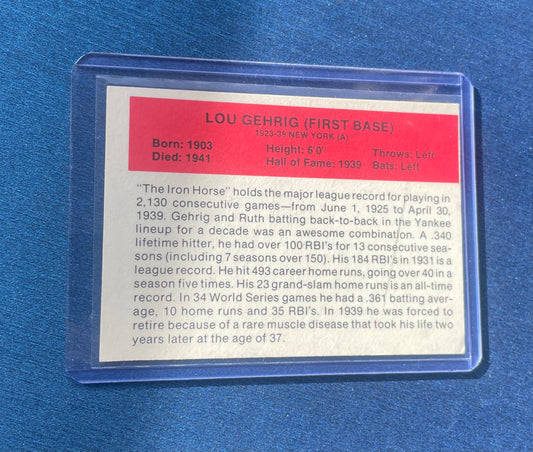 LOU GEHRIG (FIRST BASE)
1923-39 NEW YORK (A)
Born: 1903 Height: 6'0" Throws: Left
Died: 1941 Hall of Fame: 1939 Bats: Left
"The Iron Horse" holds the major league record for playing in
2,130 consecutive games—from June 1, 1925 to April 30,
1939. Gehrig and Ruth batting back-to-back in the Yankee
lineup for a decade was an awesome combination. A .340
lifetime hitter, he had over 100 RBI's for 13 consecutive sea-
sons (including 7 seasons over 150). His 184 RBI's in 1931 is a
league record. He hit 493 career home runs, going over 40 in a
season five times. His 23 grand-slam home runs is an all-time
record. In 34 World Series games he had a .361 batting aver-
age, 10 home runs and 35 RBI's. In 1939 he was forced to
retire because of a rare muscle disease that took his life two
years later at the age of 37.